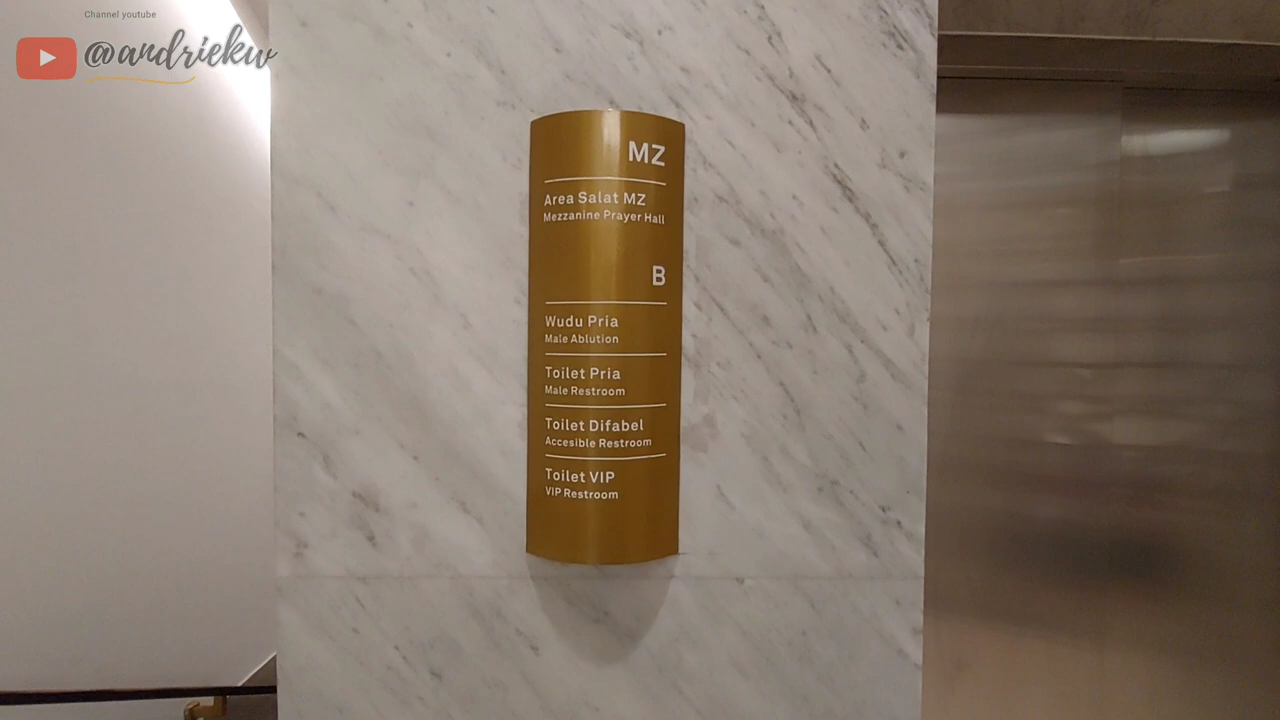 Channel youtube
@andriekw
MZ
Area Salat MZ
Mezzanine Prayer Hall
B
Wudu Pria
Male Ablution
Toilet Pria
Male Restroom
Toilet Difabel
Accesible Restroom
Toilet VIP
VIP Restroom